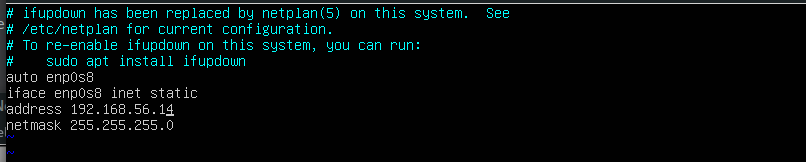 # ifupdown has been replaced by netplan(5) on this system.  See
# /etc/netplan for current configuration.
# To re-enable ifupdown on this system, you can run:
#    sudo apt install ifupdown
auto enp0s8
iface enp0s8 inet static
address 192.168.56.14
netmask 255.255.255.0
~
~